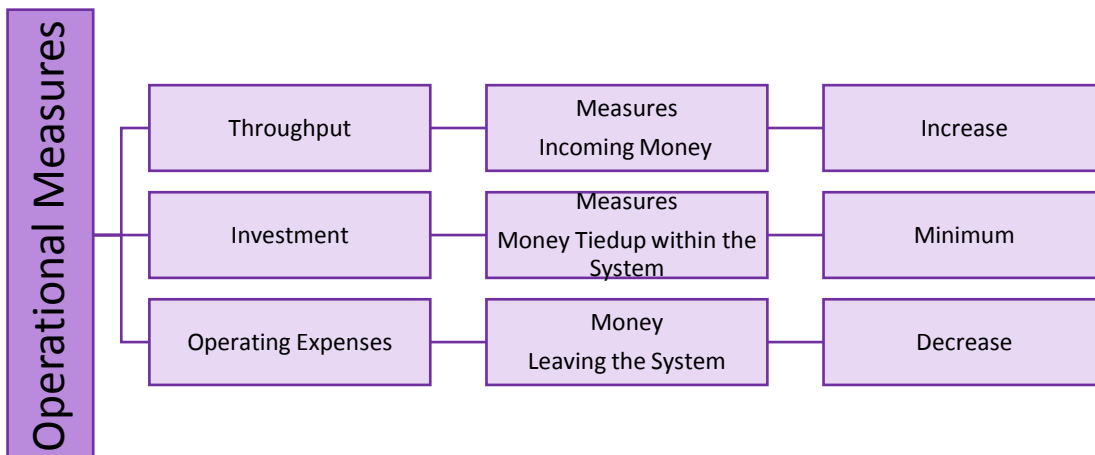 Operational Measures
Throughput
Measures
Incoming Money
Increase
Investment
Measures
Money Tiedup within the
System
Minimum
Operating Expenses
Money
Leaving the System
Decrease